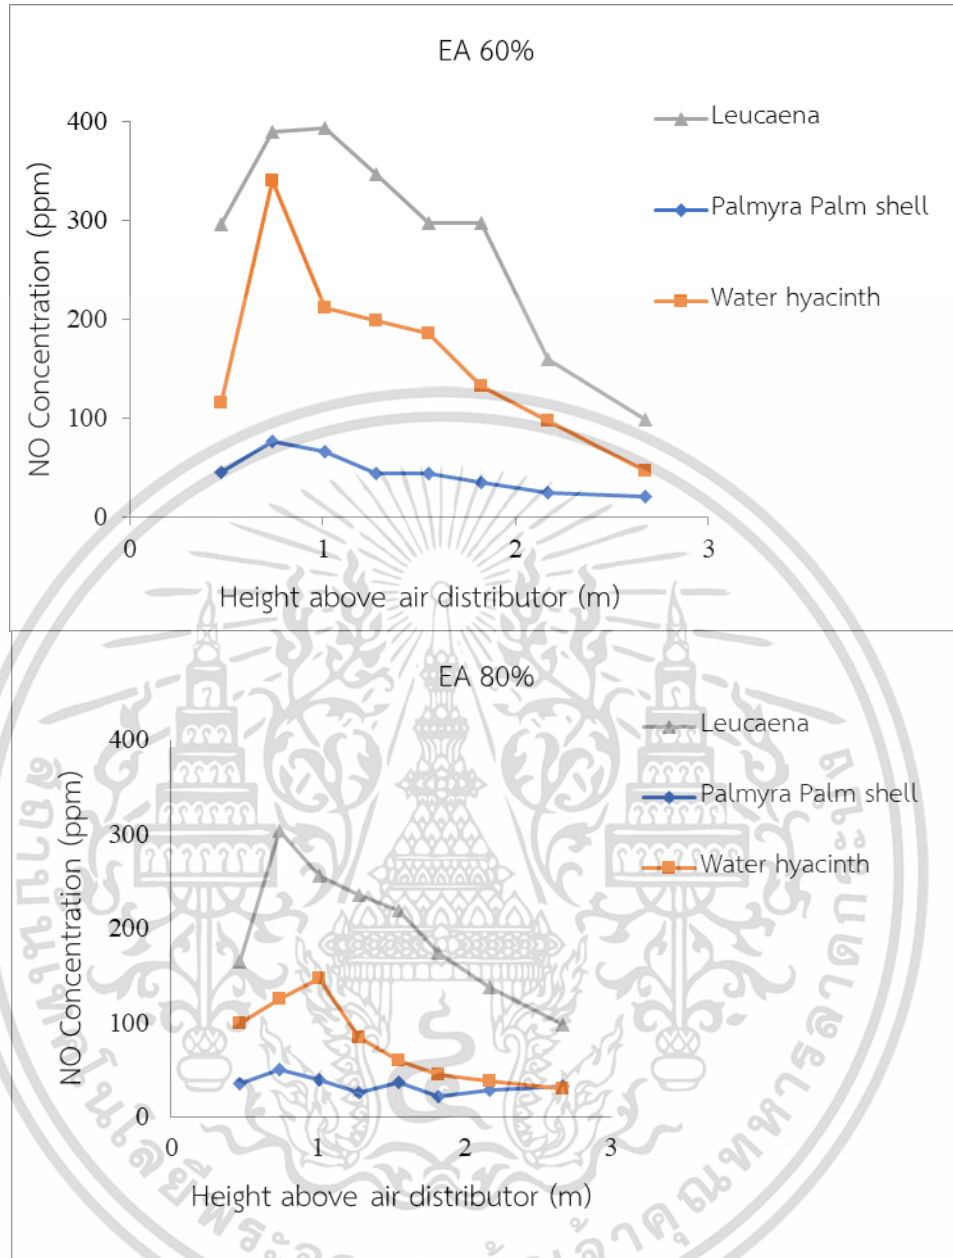 EA 60%
Leucaena
Palmyra Palm shell
Water hyacinth
NO Concentration (ppm)
400
300
200
100
0
0 1 2 3
Height above air distributor (m)
EA 80%
Leucaena
Palmyra Palm shell
Water hyacinth
NO Concentration (ppm)
400
300
200
100
0
0 1 2 3
Height above air distributor (m)